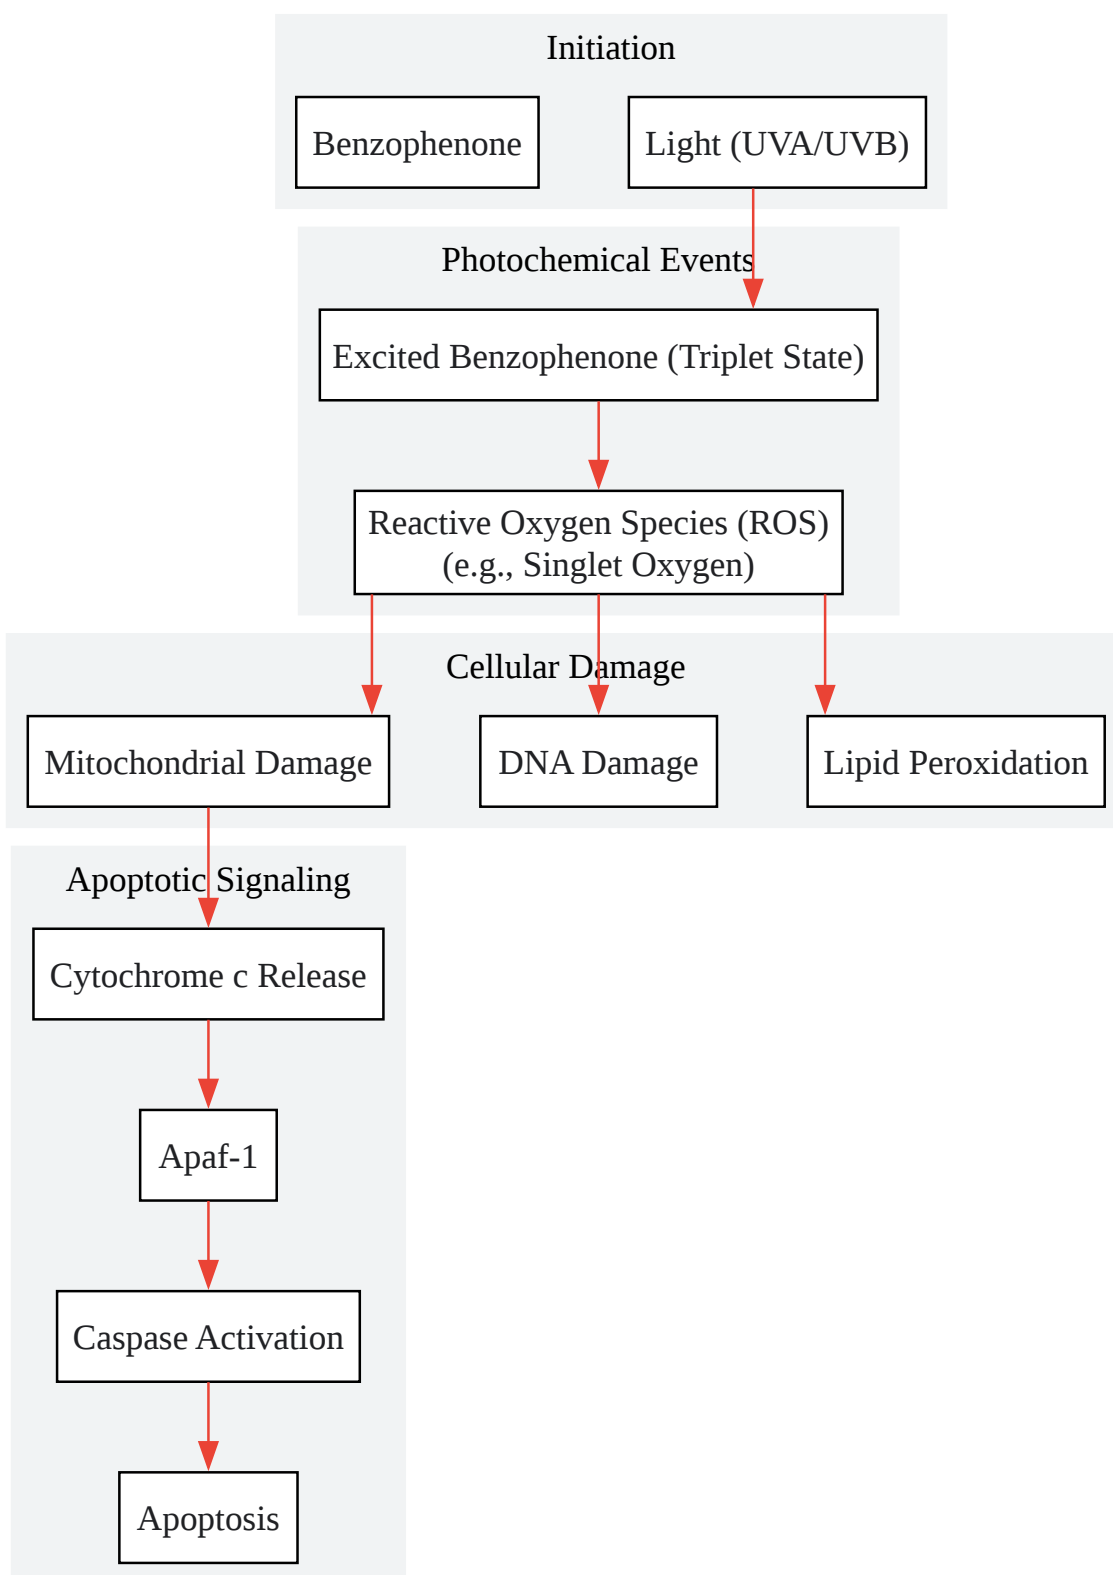 Initiation
Benzophenone
Light (UVA/UVB)
Photochemical Events
Excited Benzophenone (Triplet State)
Reactive Oxygen Species (ROS)
(e.g., Singlet Oxygen)
Cellular Damage
Mitochondrial Damage
DNA Damage
Lipid Peroxidation
Apoptotic Signaling
Cytochrome c Release
Apaf-1
Caspase Activation
Apoptosis